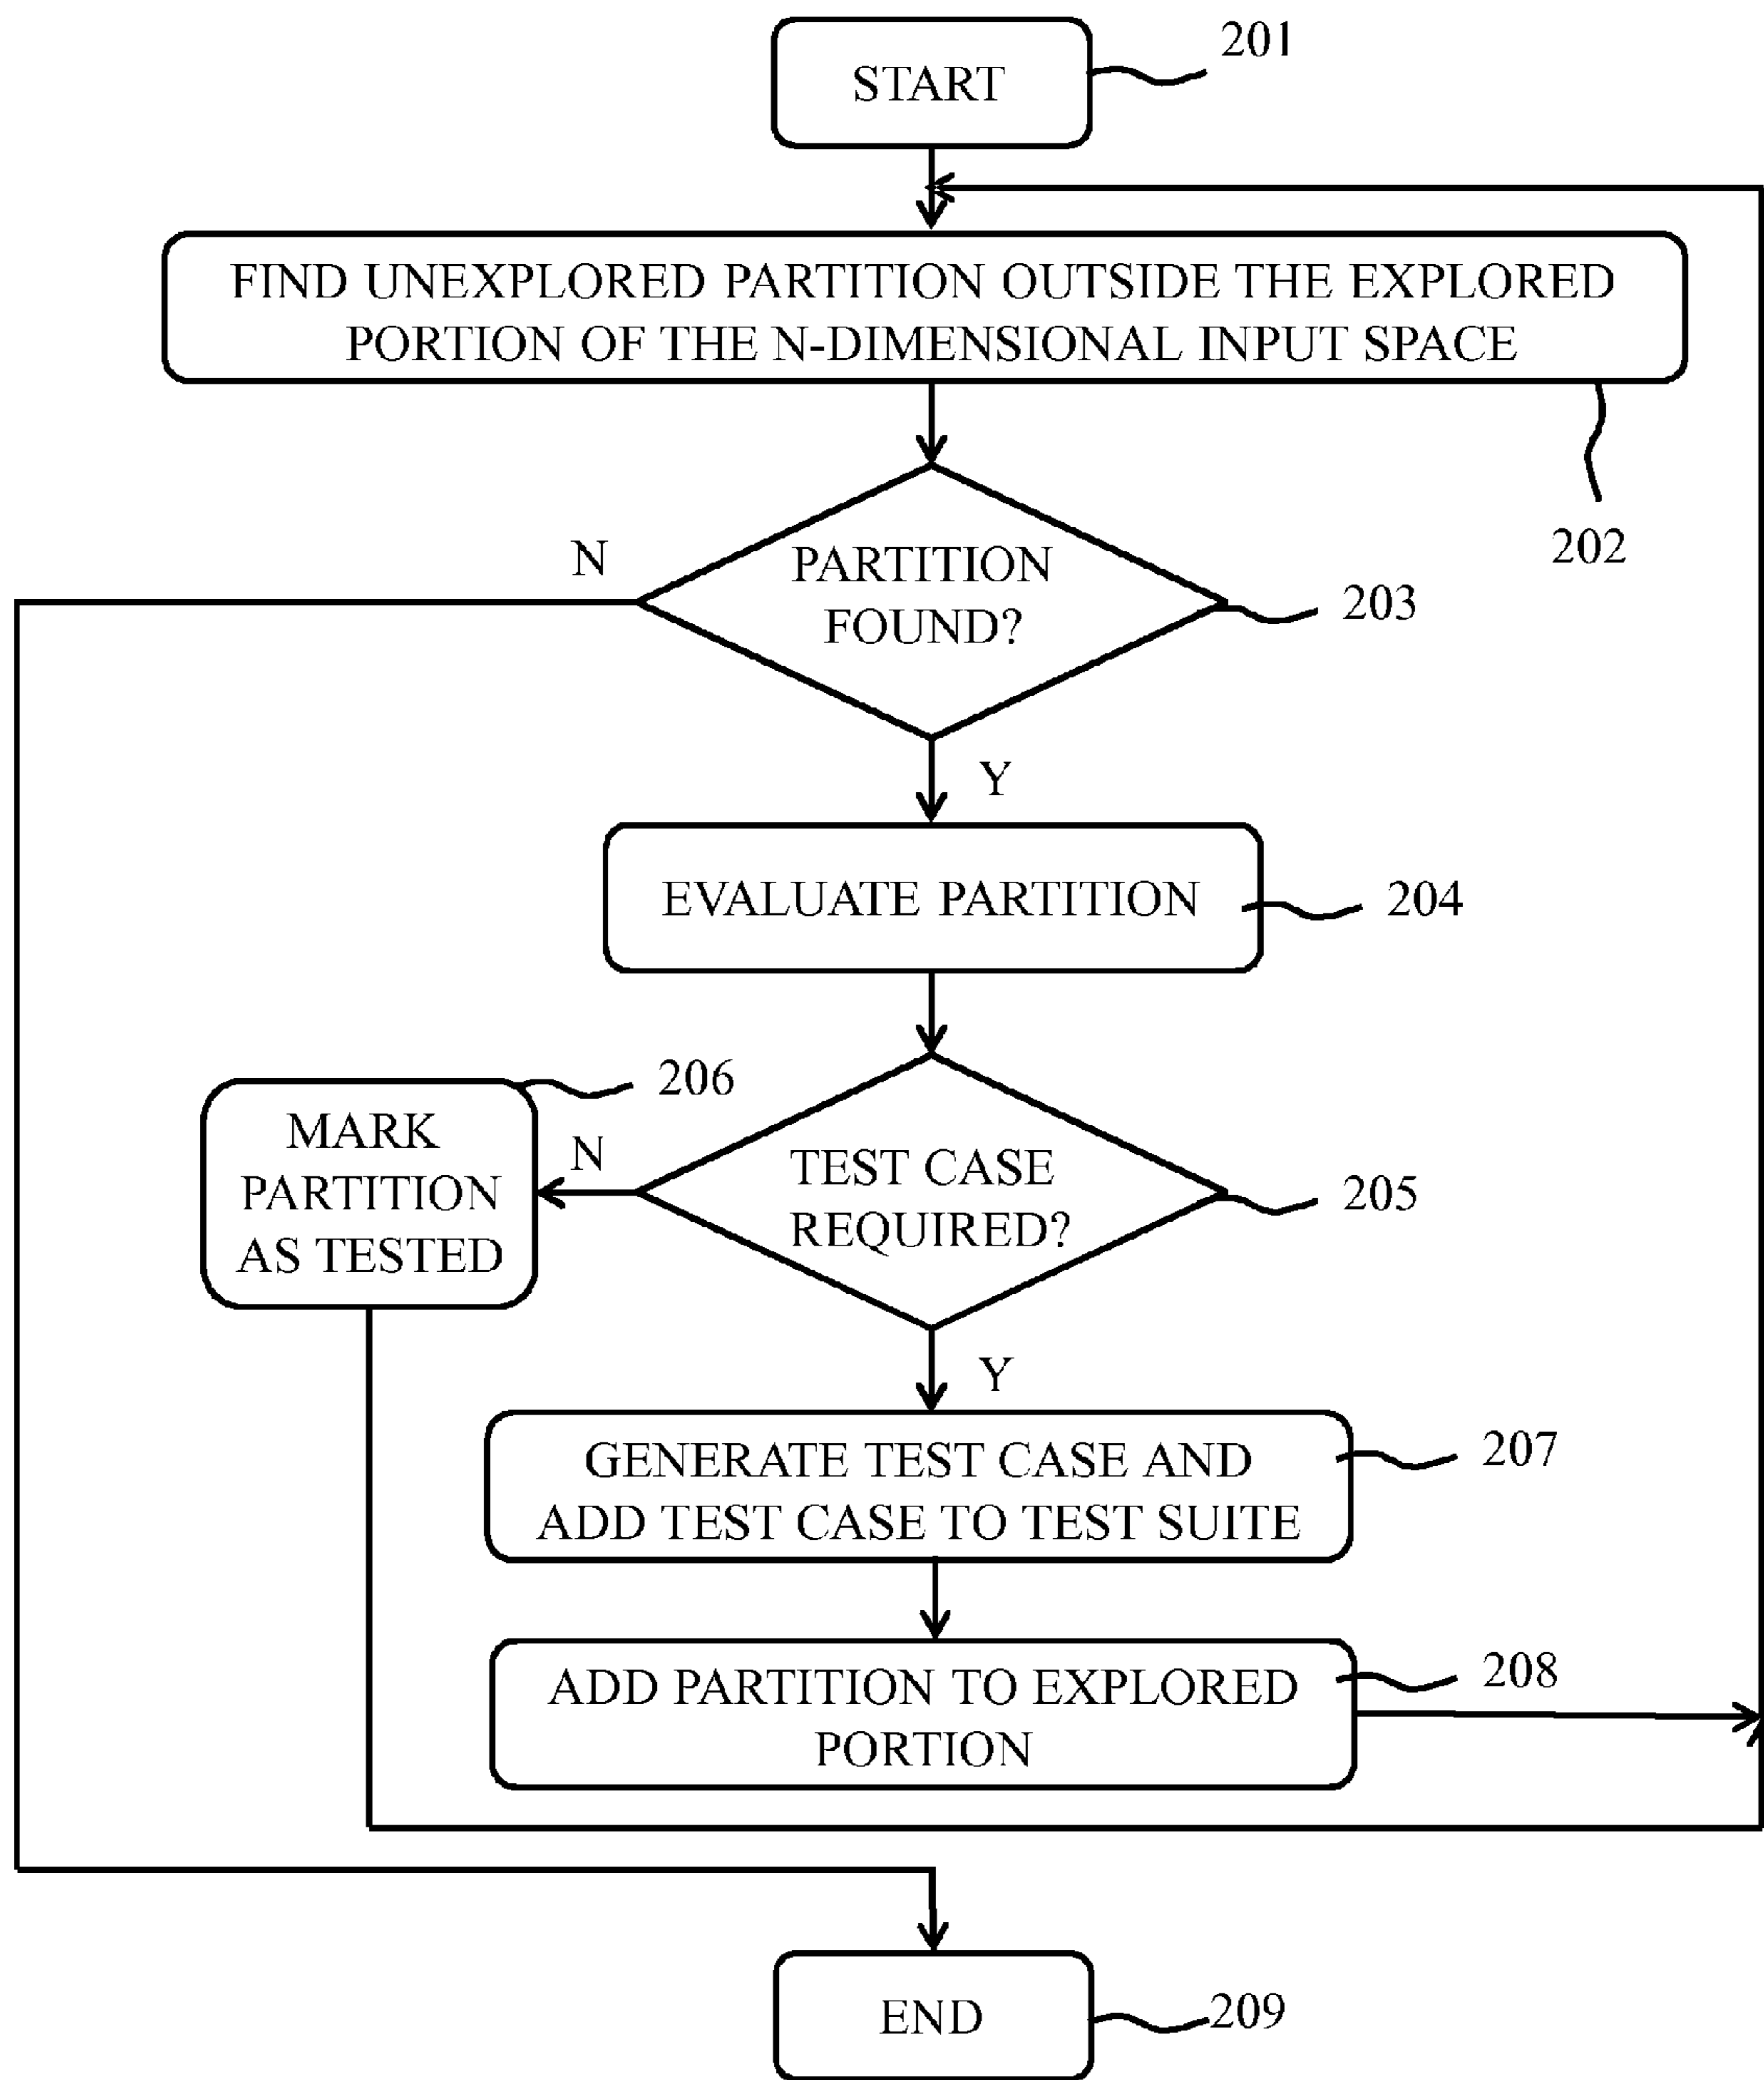 START
201
FIND UNEXPLORED PARTITION OUTSIDE THE EXPLORED
PORTION OF THE N-DIMENSIONAL INPUT SPACE
202
N
PARTITION
FOUND?
203
Y
EVALUATE PARTITION
204
206
MARK
PARTITION
AS TESTED
N
TEST CASE
REQUIRED?
205
Y
GENERATE TEST CASE AND
ADD TEST CASE TO TEST SUITE
207
ADD PARTITION TO EXPLORED
PORTION
208
END
209